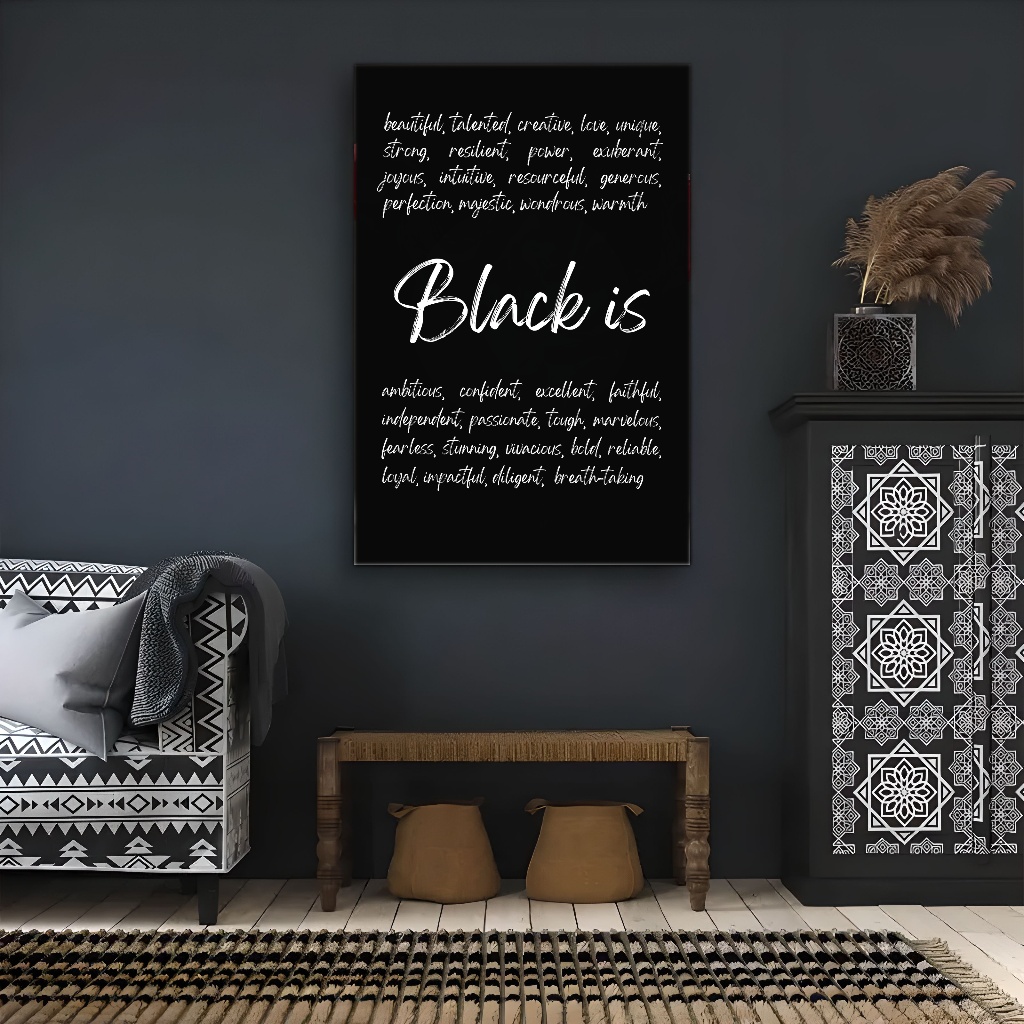 beautiful, talented, creative, love, unique,
strong, resilient, power, exuberant,
joyous, intuitive, resourceful, generous,
perfection, majestic, wondrous, warmth
Black is
ambitious, confident, excellent, faithful,
independent, passionate, tough, marvelous,
fearless, stunning, vivacious, bold, reliable,
loyal, impactful, diligent, breath-taking